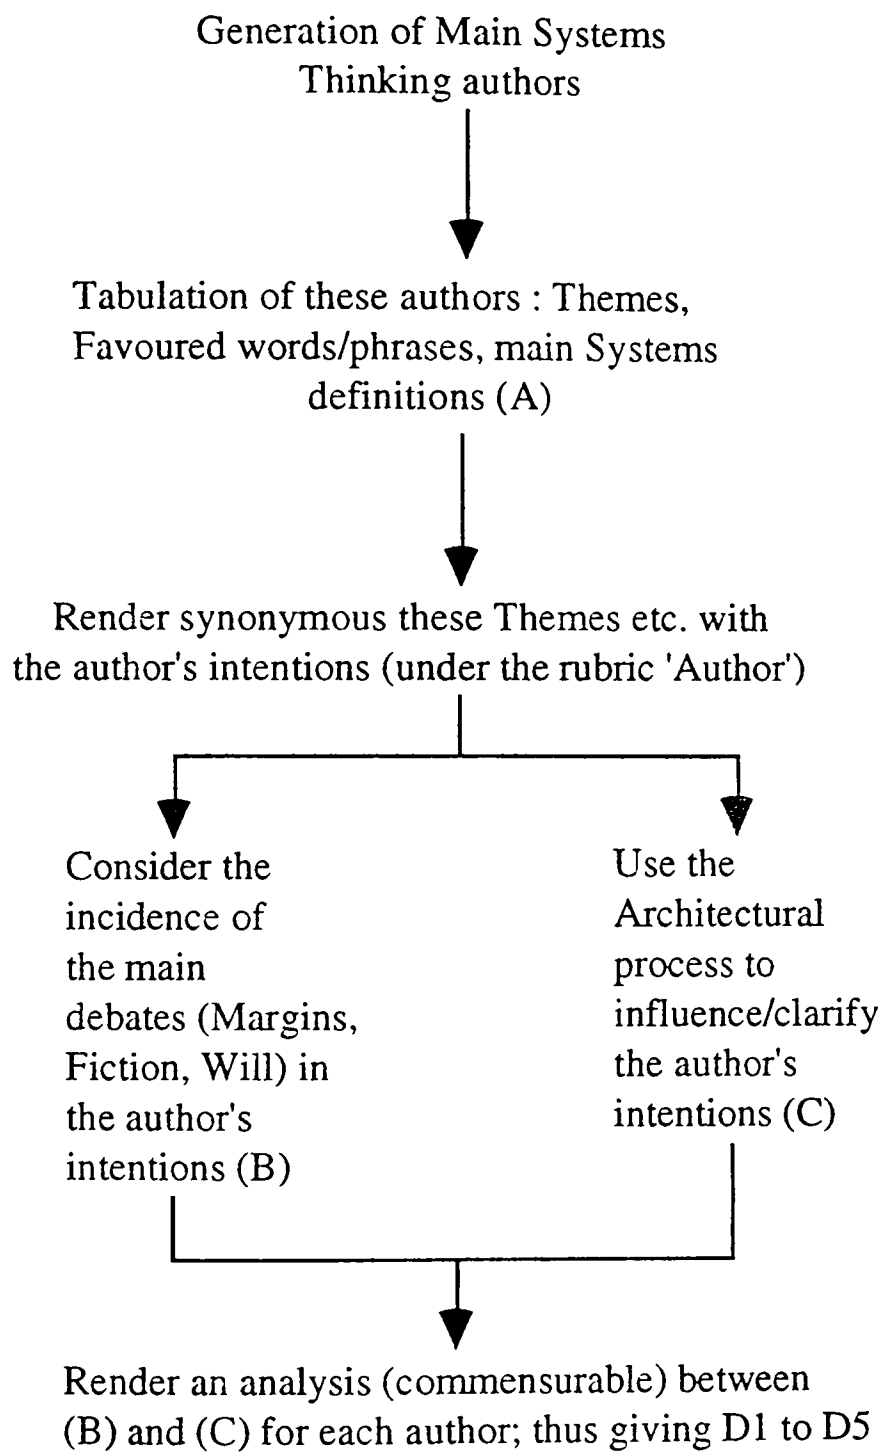 Generation of Main Systems
Thinking authors
Tabulation of these authors : Themes,
Favoured words/phrases, main Systems
definitions (A)
Render synonymous these Themes etc. with
the author's intentions (under the rubric 'Author')
Consider the
incidence of
the main
debates (Margins,
Fiction, Will) in
the author's
intentions (B)
Use the
Architectural
process to
influence/clarify
the author's
intentions (C)
Render an analysis (commensurable) between
(B) and (C) for each author; thus giving D1 to D5